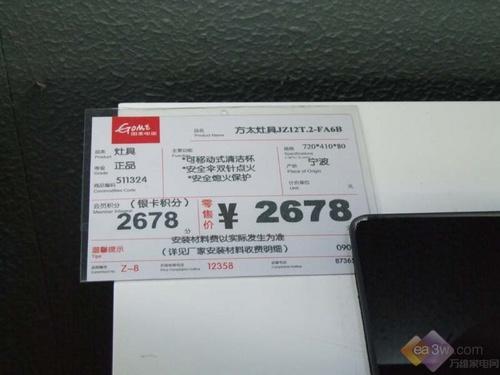 GOME
国美电器
品名 方太灶具JZ12T.2-FA6B
品类 灶具
Product
等级 正品
Grade
商品编码 511324
Commodities Code
主要功能
*可移动式清洁杯
*安全伞双针点火
*安全熄火保护
规格 720*410*80
Specifications
产地 宁波
Place of Origin
计价单位
Unit
会员积分 (银卡积分)
2678 分
零售价 ¥ 2678
安装材料费以实际发生为准
温馨提示 (详见厂家安装材料收费明细)
Tips
090
Z-8
12358
87365
ea3w.com
万维家电网